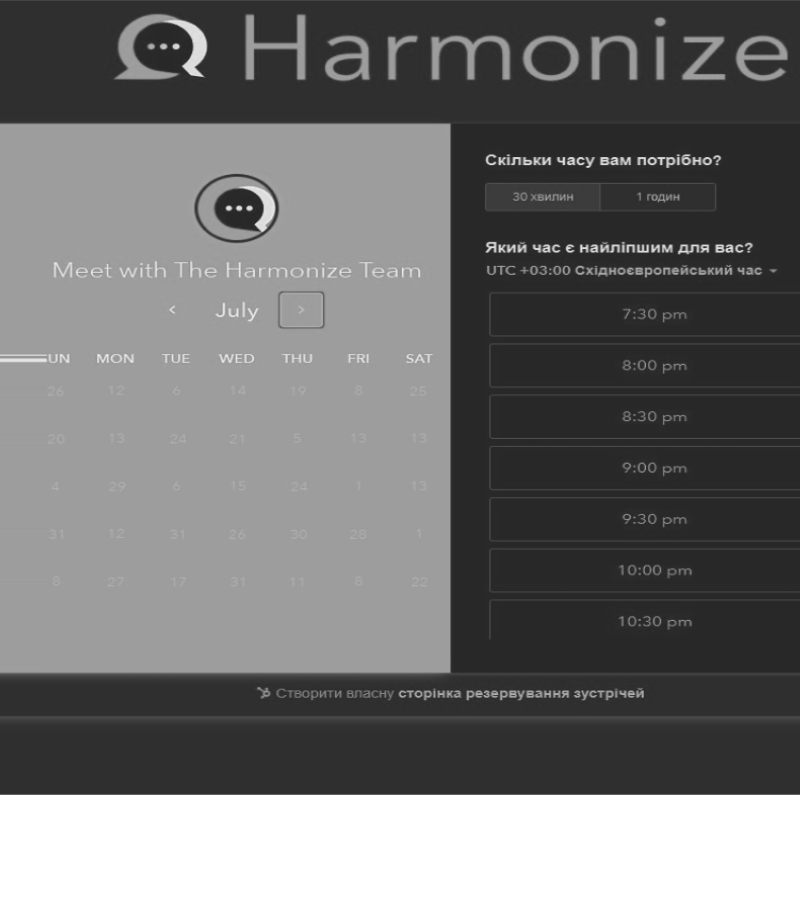 Harmonize
Meet with The Harmonize Team
< July >
UN MON TUE WED THU FRI SAT
26 12 6 14 19 8 25
20 13 24 21 5 13 13
4 29 6 15 24 1 13
31 12 31 26 30 28 1
8 27 17 31 11 8 22
Скільки часу вам потрібно?
30 хвилин 1 годин
Який час є найліпшим для вас?
UTC +03:00 Східноєвропейський час
7:30 pm
8:00 pm
8:30 pm
9:00 pm
9:30 pm
10:00 pm
10:30 pm
Створити власну сторінка резервування зустрічей